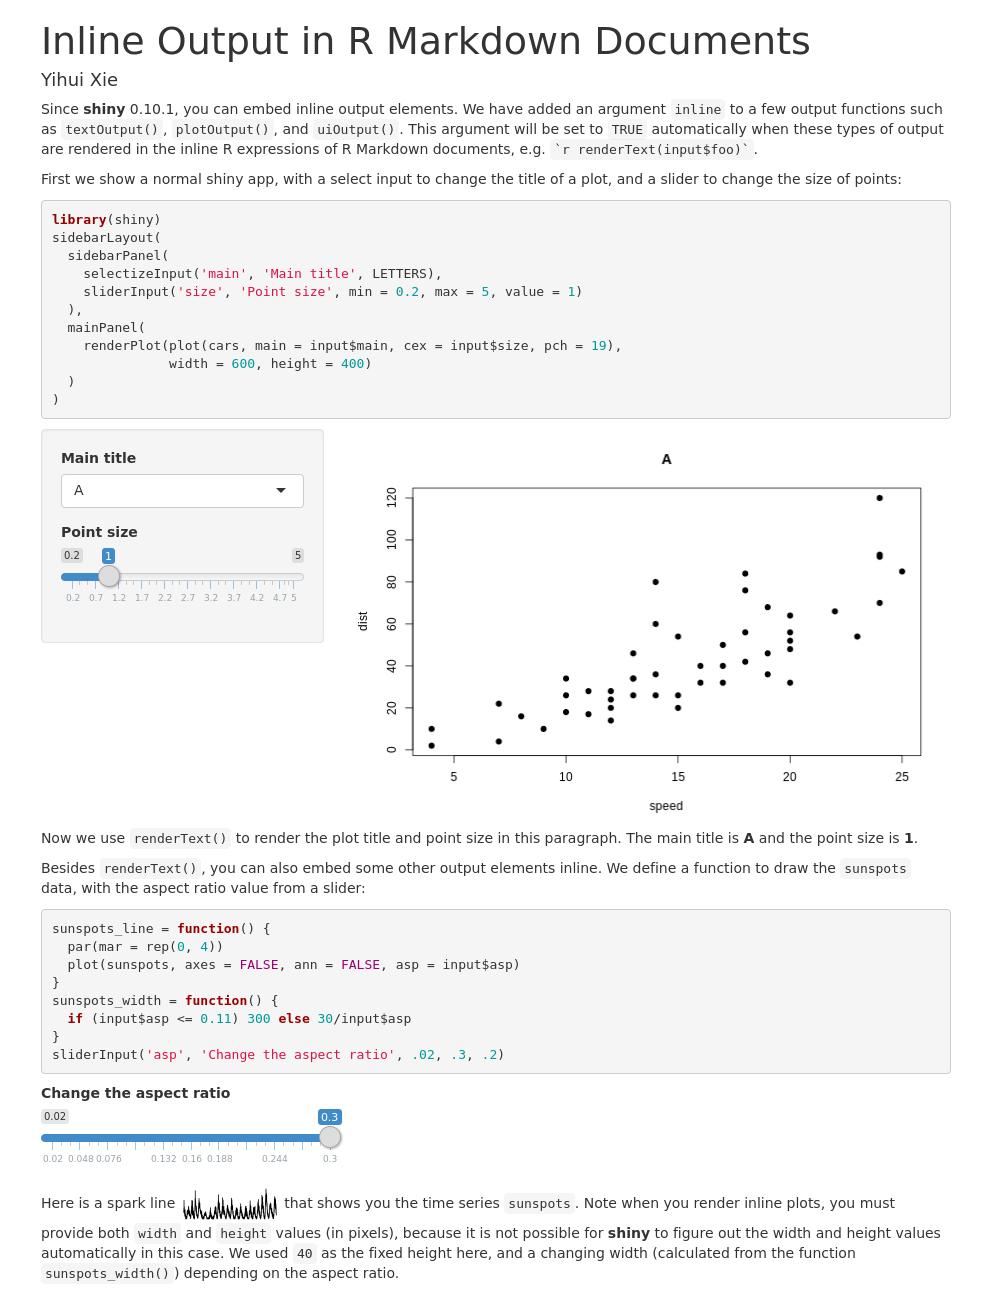 Inline Output in R Markdown Documents
Yihui Xie
Since shiny 0.10.1, you can embed inline output elements. We have added an argument inline to a few output functions such
as textOutput(), plotOutput(), and uiOutput(). This argument will be set to TRUE automatically when these types of output
are rendered in the inline R expressions of R Markdown documents, e.g. `r renderText(input$foo)`.
First we show a normal shiny app, with a select input to change the title of a plot, and a slider to change the size of points:
library(shiny)
sidebarLayout(
  sidebarPanel(
    selectizeInput('main', 'Main title', LETTERS),
    sliderInput('size', 'Point size', min = 0.2, max = 5, value = 1)
  ),
  mainPanel(
    renderPlot(plot(cars, main = input$main, cex = input$size, pch = 19),
               width = 600, height = 400)
  )
)
Main title
A
Point size
0.2 1 5
0.2 0.7 1.2 1.7 2.2 2.7 3.2 3.7 4.2 4.7 5
A
120
100
80
60
40
20
0
dist
5 10 15 20 25
speed
Now we use renderText() to render the plot title and point size in this paragraph. The main title is A and the point size is 1.
Besides renderText(), you can also embed some other output elements inline. We define a function to draw the sunspots
data, with the aspect ratio value from a slider:
sunspots_line = function() {
  par(mar = rep(0, 4))
  plot(sunspots, axes = FALSE, ann = FALSE, asp = input$asp)
}
sunspots_width = function() {
  if (input$asp <= 0.11) 300 else 30/input$asp
}
sliderInput('asp', 'Change the aspect ratio', .02, .3, .2)
Change the aspect ratio
0.02 0.3
0.02 0.048 0.076 0.132 0.16 0.188 0.244 0.3
Here is a spark line that shows you the time series sunspots. Note when you render inline plots, you must
provide both width and height values (in pixels), because it is not possible for shiny to figure out the width and height values
automatically in this case. We used 40 as the fixed height here, and a changing width (calculated from the function
sunspots_width()) depending on the aspect ratio.